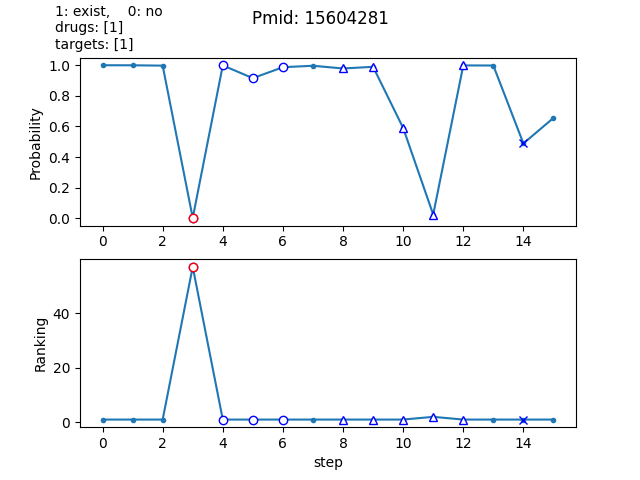 1: exist,    0: no
drugs: [1]
targets: [1]
Pmid: 15604281
Probability
1.0
0.8
0.6
0.4
0.2
0.0
0 2 4 6 8 10 12 14
Ranking
40
20
0
0 2 4 6 8 10 12 14
step